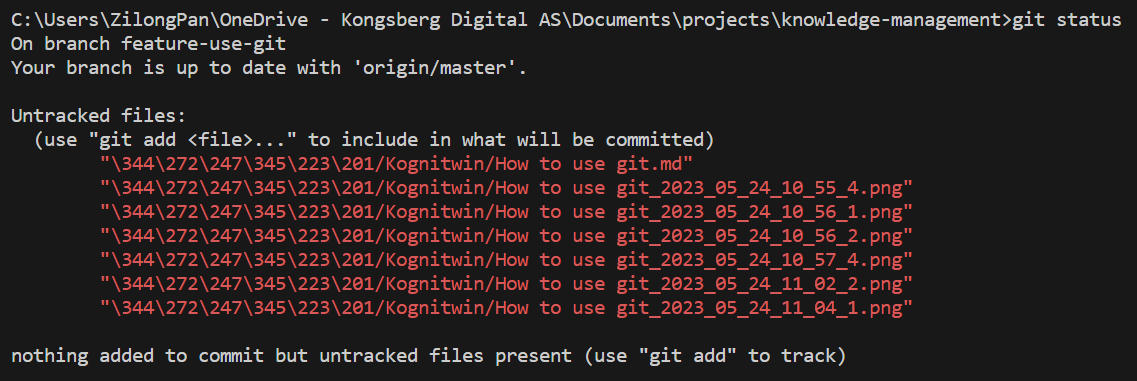 C:\Users\ZilongPan\OneDrive - Kongsberg Digital AS\Documents\projects\knowledge-management>git status
On branch feature-use-git
Your branch is up to date with 'origin/master'.
Untracked files:
(use "git add <file>..." to include in what will be committed)
"\344\272\247\345\223\201/Kognitwin/How to use git.md"
"\344\272\247\345\223\201/Kognitwin/How to use git_2023_05_24_10_55_4.png"
"\344\272\247\345\223\201/Kognitwin/How to use git_2023_05_24_10_56_1.png"
"\344\272\247\345\223\201/Kognitwin/How to use git_2023_05_24_10_56_2.png"
"\344\272\247\345\223\201/Kognitwin/How to use git_2023_05_24_10_57_4.png"
"\344\272\247\345\223\201/Kognitwin/How to use git_2023_05_24_11_02_2.png"
"\344\272\247\345\223\201/Kognitwin/How to use git_2023_05_24_11_04_1.png"
nothing added to commit but untracked files present (use "git add" to track)